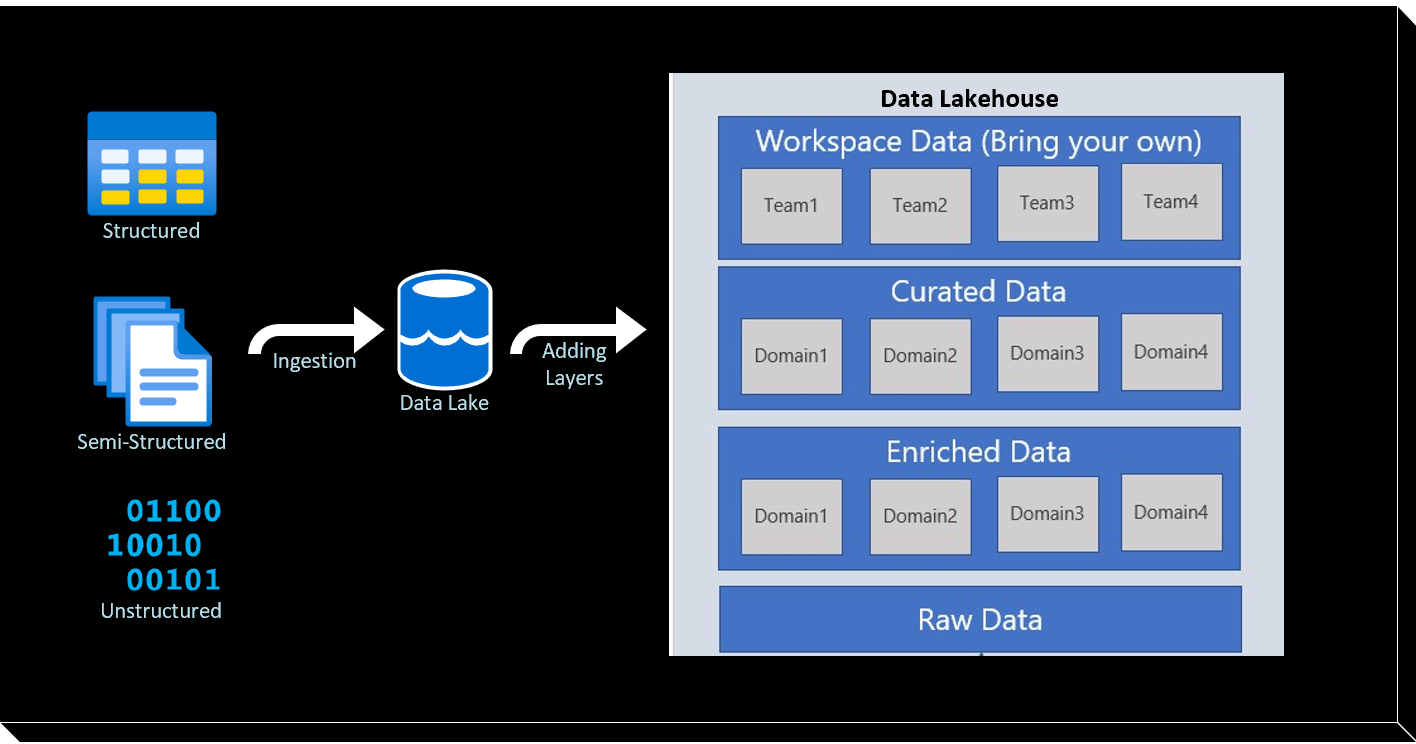 Structured
Semi-Structured
01100
10010
00101
Unstructured
Ingestion
Data Lake
Adding
Layers
Data Lakehouse
Workspace Data (Bring your own)
Team1 Team2 Team3 Team4
Curated Data
Domain1 Domain2 Domain3 Domain4
Enriched Data
Domain1 Domain2 Domain3 Domain4
Raw Data